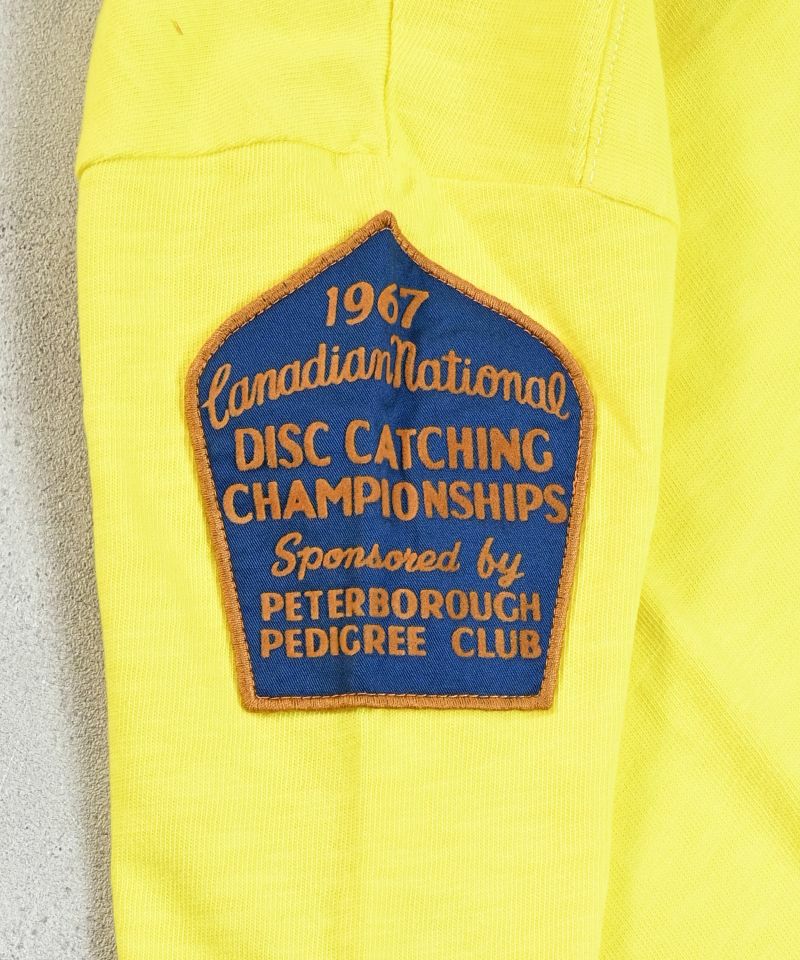 1967
Canadian National
DISC CATCHING
CHAMPIONSHIPS
Sponsored by
PETERBOROUGH
PEDIGREE CLUB